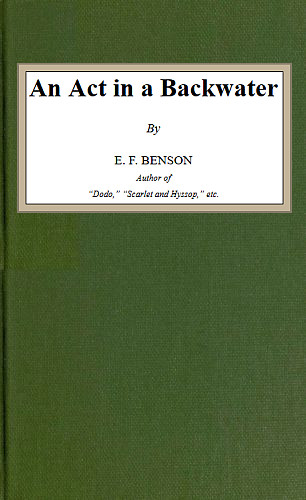 An Act in a Backwater
By
E. F. BENSON
Author of
“Dodo,” “Scarlet and Hyssop,” etc.